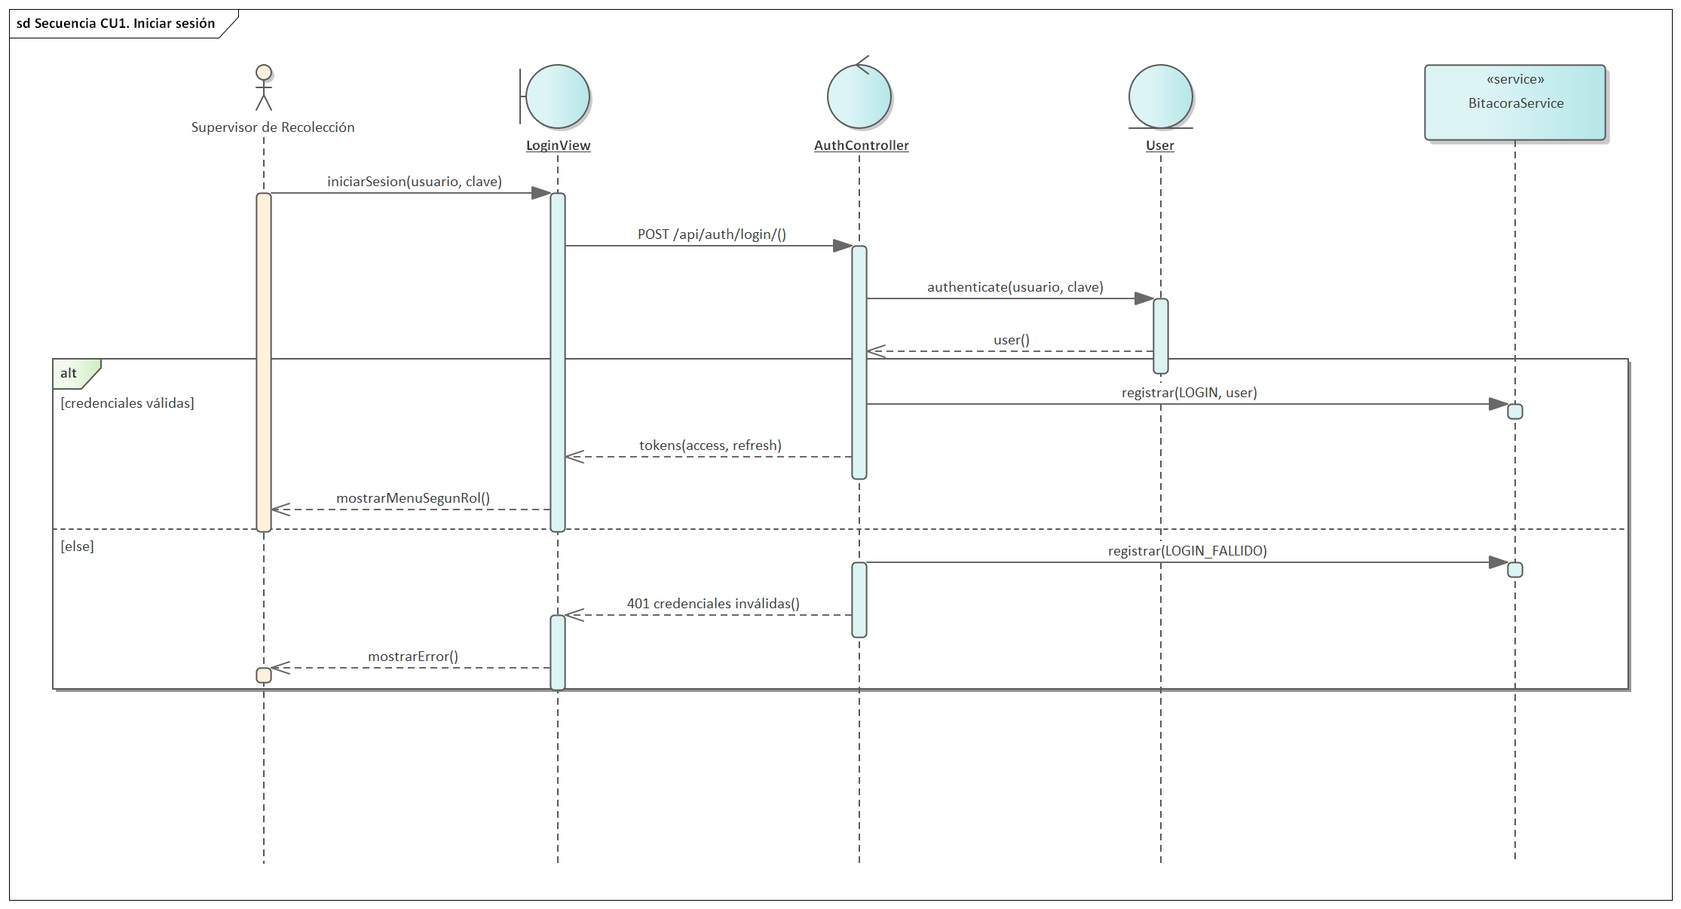 sd Secuencia CU1. Iniciar sesión
Supervisor de Recolección
LoginView
AuthController
User
«service»
BitacoraService
iniciarSesion(usuario, clave)
POST /api/auth/login/()
authenticate(usuario, clave)
user()
alt
[credenciales válidas]
registrar(LOGIN, user)
tokens(access, refresh)
mostrarMenuSegunRol()
[else]
registrar(LOGIN_FALLIDO)
401 credenciales inválidas()
mostrarError()